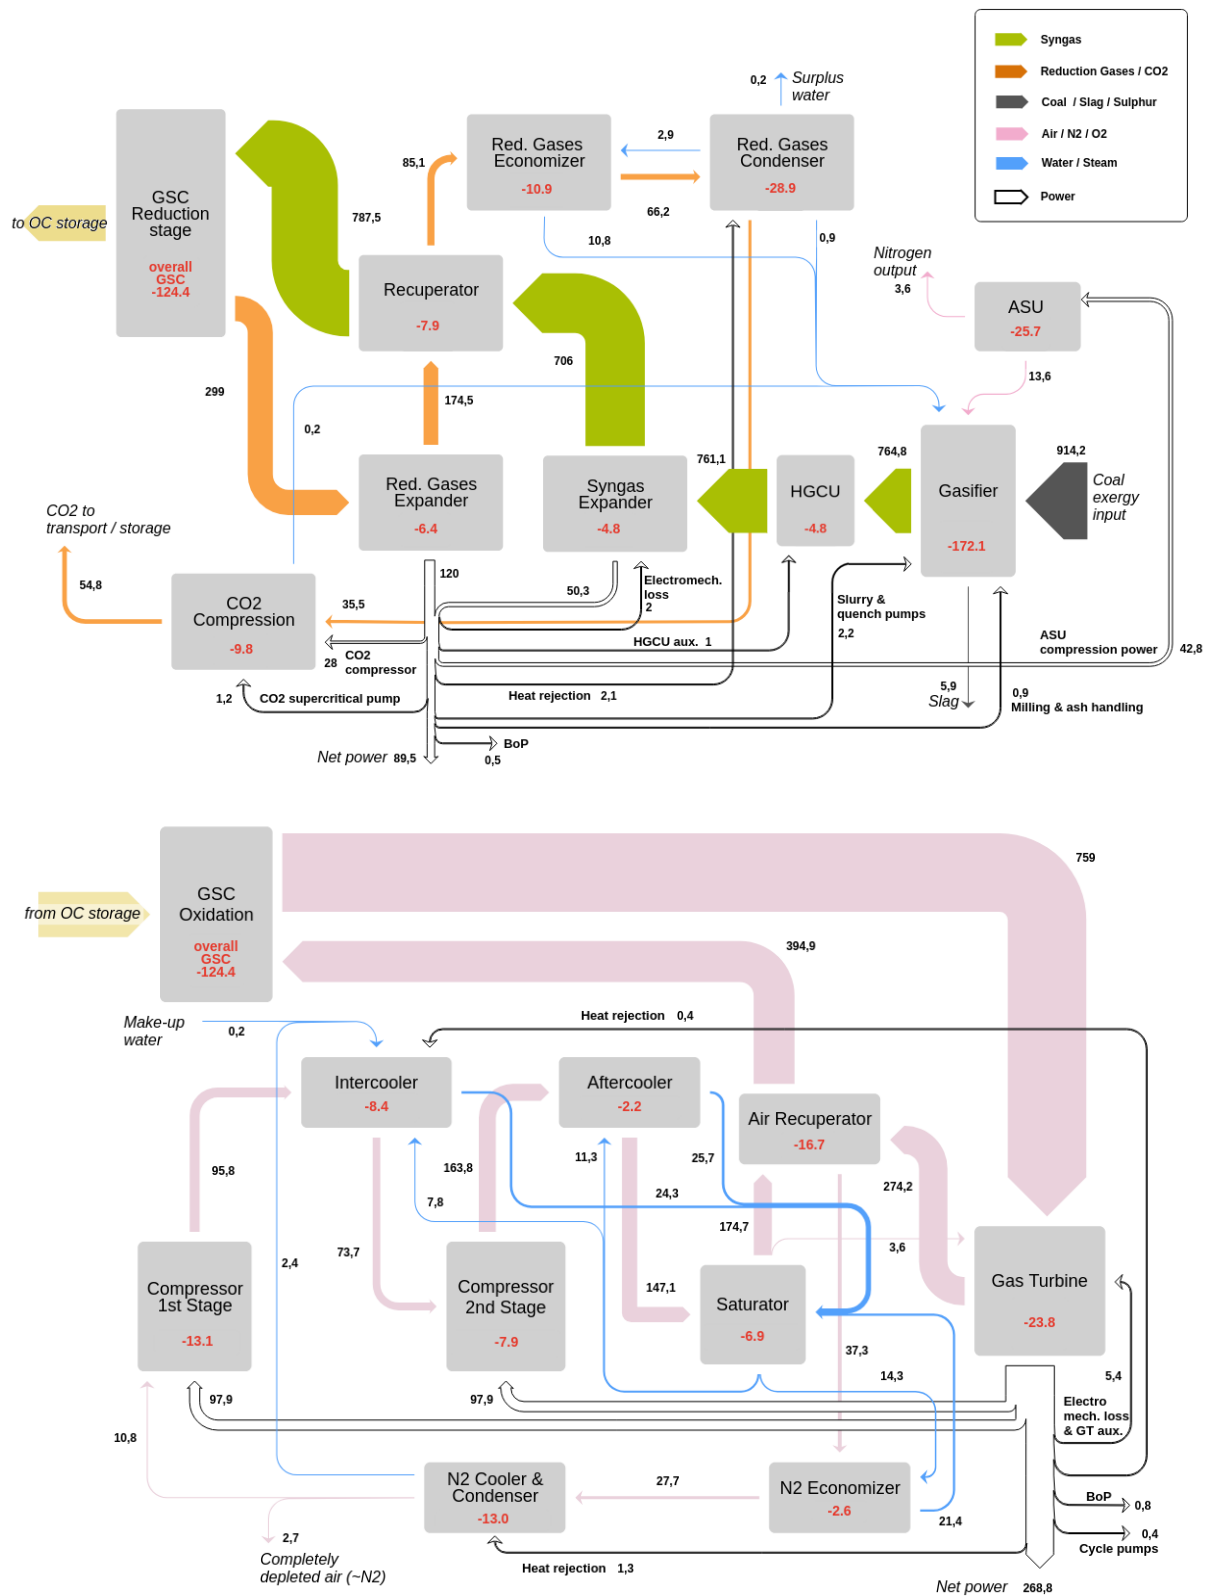 Syngas
Reduction Gases / CO2
Coal / Slag / Sulphur
Air / N2 / O2
Water / Steam
Power
0,2
Surplus
water
GSC
Reduction
stage
overall
GSC
-124.4
to OC storage
85,1
Red. Gases
Economizer
-10.9
2,9
66,2
Red. Gases
Condenser
-28.9
787,5
10,8
0,9
Nitrogen
output
3,6
ASU
-25.7
13,6
Recuperator
-7.9
706
299
174,5
0,2
Red. Gases
Expander
-6.4
Syngas
Expander
-4.8
761,1
HGCU
-4.8
764,8
Gasifier
-172.1
914,2
Coal
exergy
input
CO2 to
transport / storage
54,8
CO2
Compression
-9.8
35,5
120
50,3
Electromech.
loss
2
Slurry &
quench pumps
2,2
HGCU aux. 1
ASU
compression power
42,8
28
CO2
compressor
1,2
CO2 supercritical pump
Heat rejection 2,1
5,9
Slag
0,9
Milling & ash handling
BoP
0,5
Net power 89,5
GSC
Oxidation
overall
GSC
-124.4
from OC storage
759
394,9
Make-up
water
0,2
Heat rejection 0,4
Intercooler
-8.4
Aftercooler
-2.2
Air Recuperator
-16.7
95,8
163,8
11,3
25,7
274,2
7,8
24,3
174,7
3,6
73,7
2,4
Compressor
1st Stage
-13.1
Compressor
2nd Stage
-7.9
147,1
Saturator
-6.9
Gas Turbine
-23.8
37,3
14,3
5,4
97,9
97,9
Electro
mech. loss
& GT aux.
10,8
N2 Cooler &
Condenser
-13.0
27,7
N2 Economizer
-2.6
21,4
BoP
0,8
0,4
Cycle pumps
2,7
Completely
depleted air (~N2)
Heat rejection 1,3
Net power 268,8